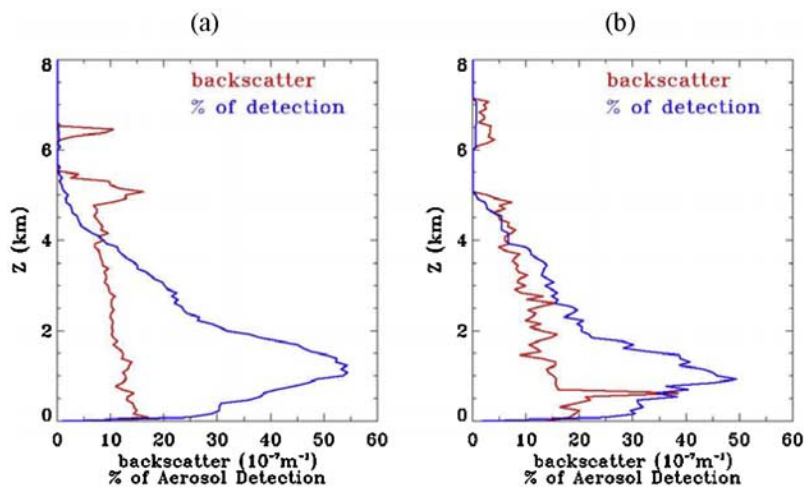 (a)
(b)
8
6
4
2
0
Z (km)
backscatter
% of detection
0 10 20 30 40 50 60
backscatter (10⁻⁷m⁻¹)
% of Aerosol Detection
8
6
4
2
0
Z (km)
backscatter
% of detection
0 10 20 30 40 50 60
backscatter (10⁻⁷m⁻¹)
% of Aerosol Detection